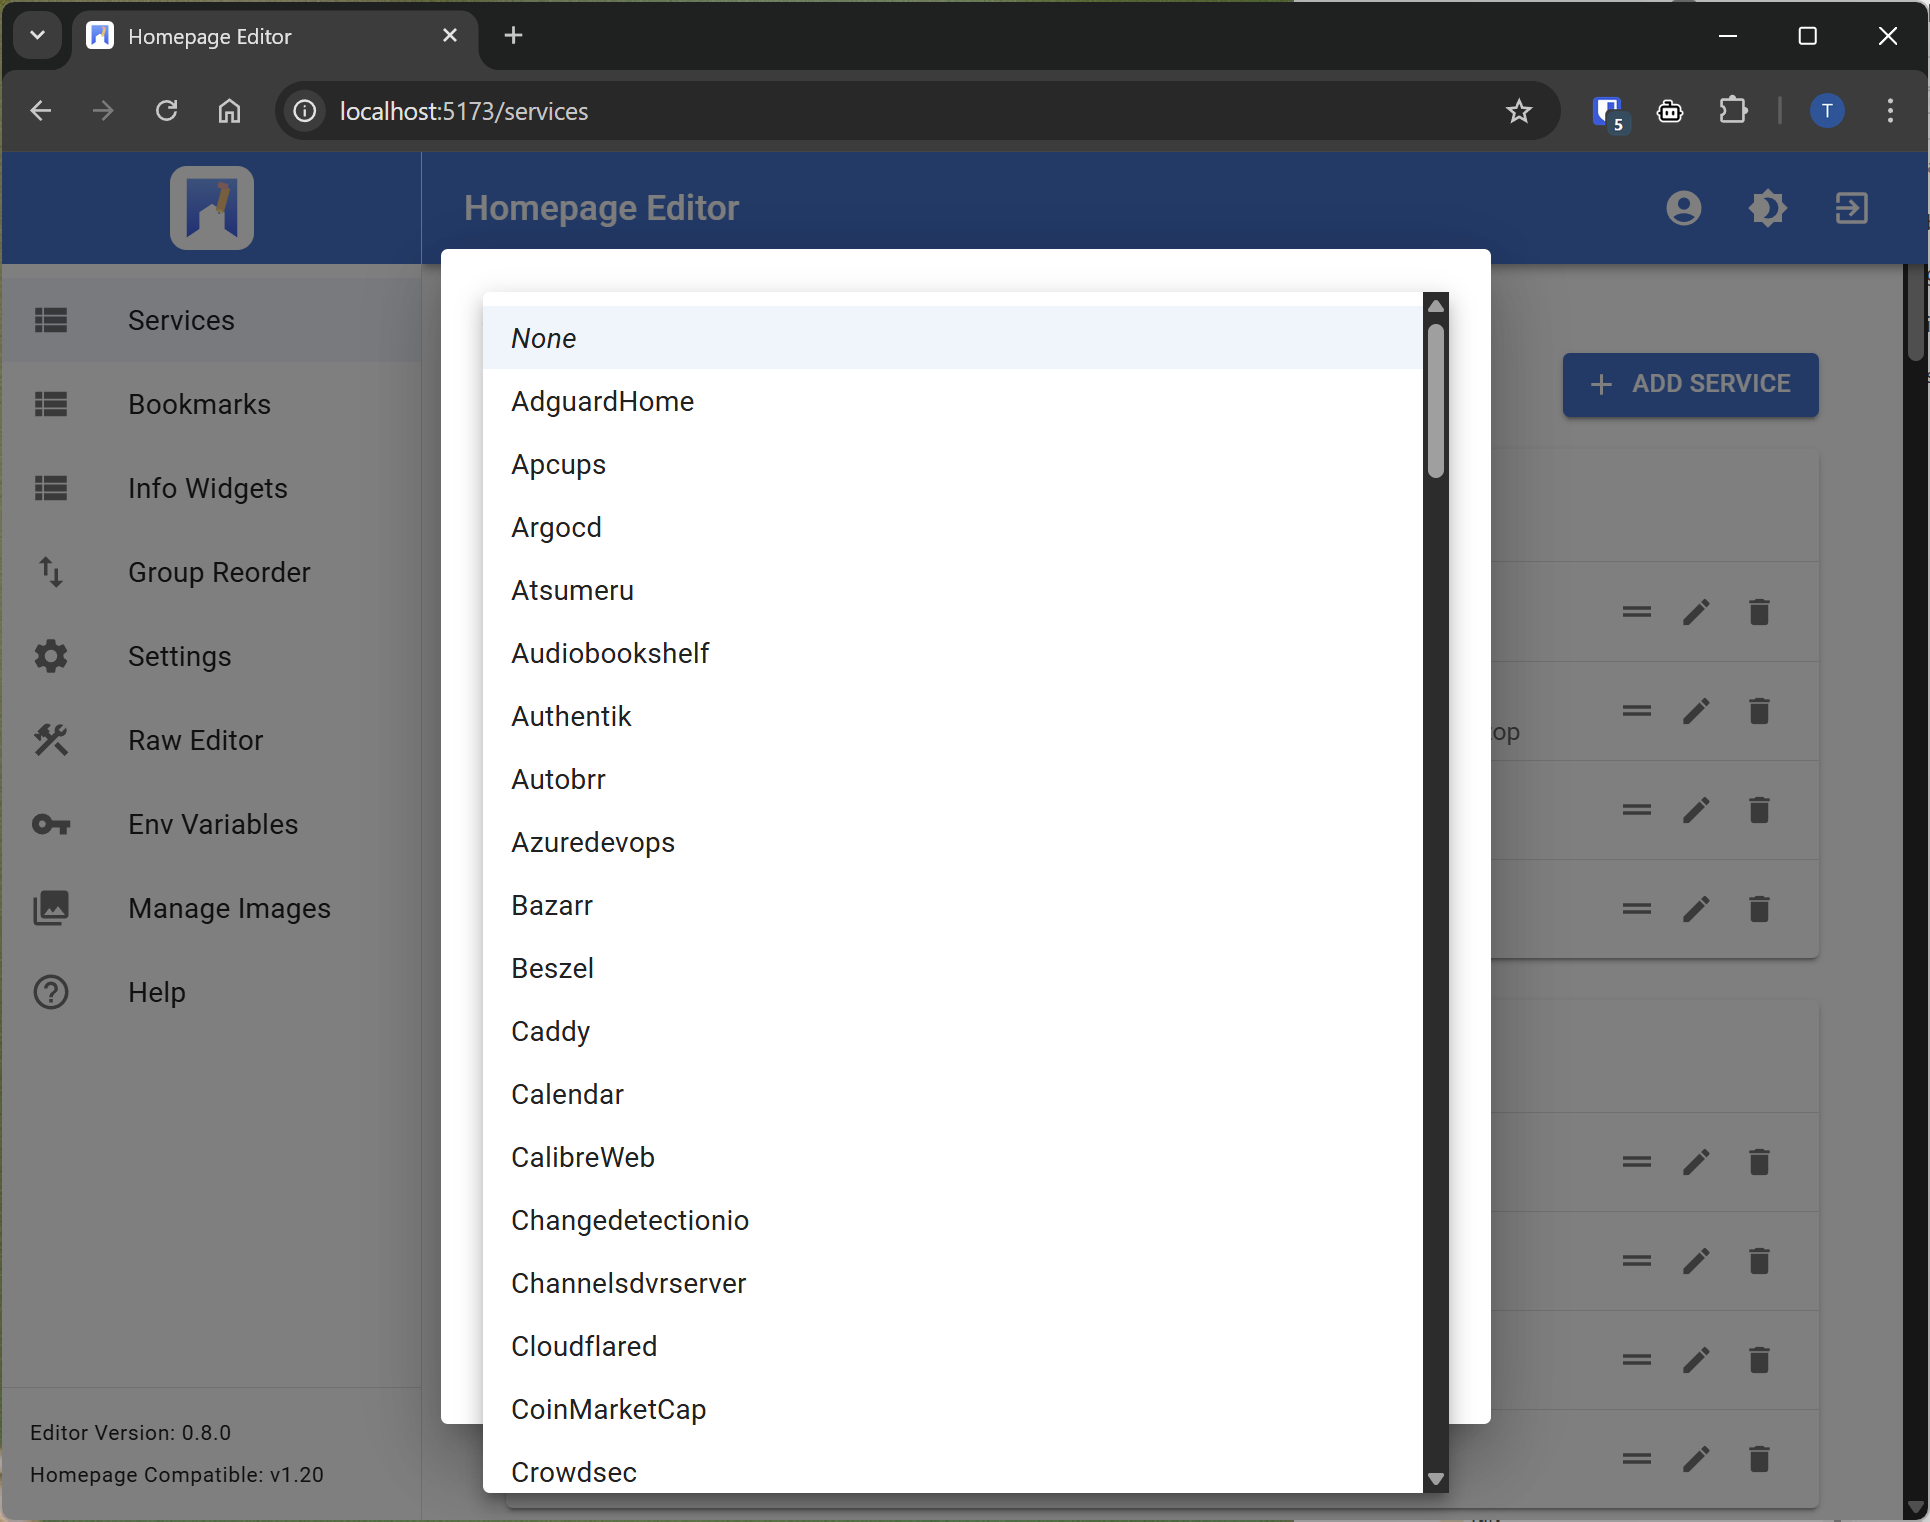 Homepage Editor
localhost:5173/services
5
T
Homepage Editor
Services
Bookmarks
Info Widgets
Group Reorder
Settings
Raw Editor
Env Variables
Manage Images
Help
Editor Version: 0.8.0
Homepage Compatible: v1.20
ADD SERVICE
None
AdguardHome
Apcups
Argocd
Atsumeru
Audiobookshelf
Authentik
Autobrr
Azuredevops
Bazarr
Beszel
Caddy
Calendar
CalibreWeb
Changedetectionio
Channelsdvrserver
Cloudflared
CoinMarketCap
Crowdsec